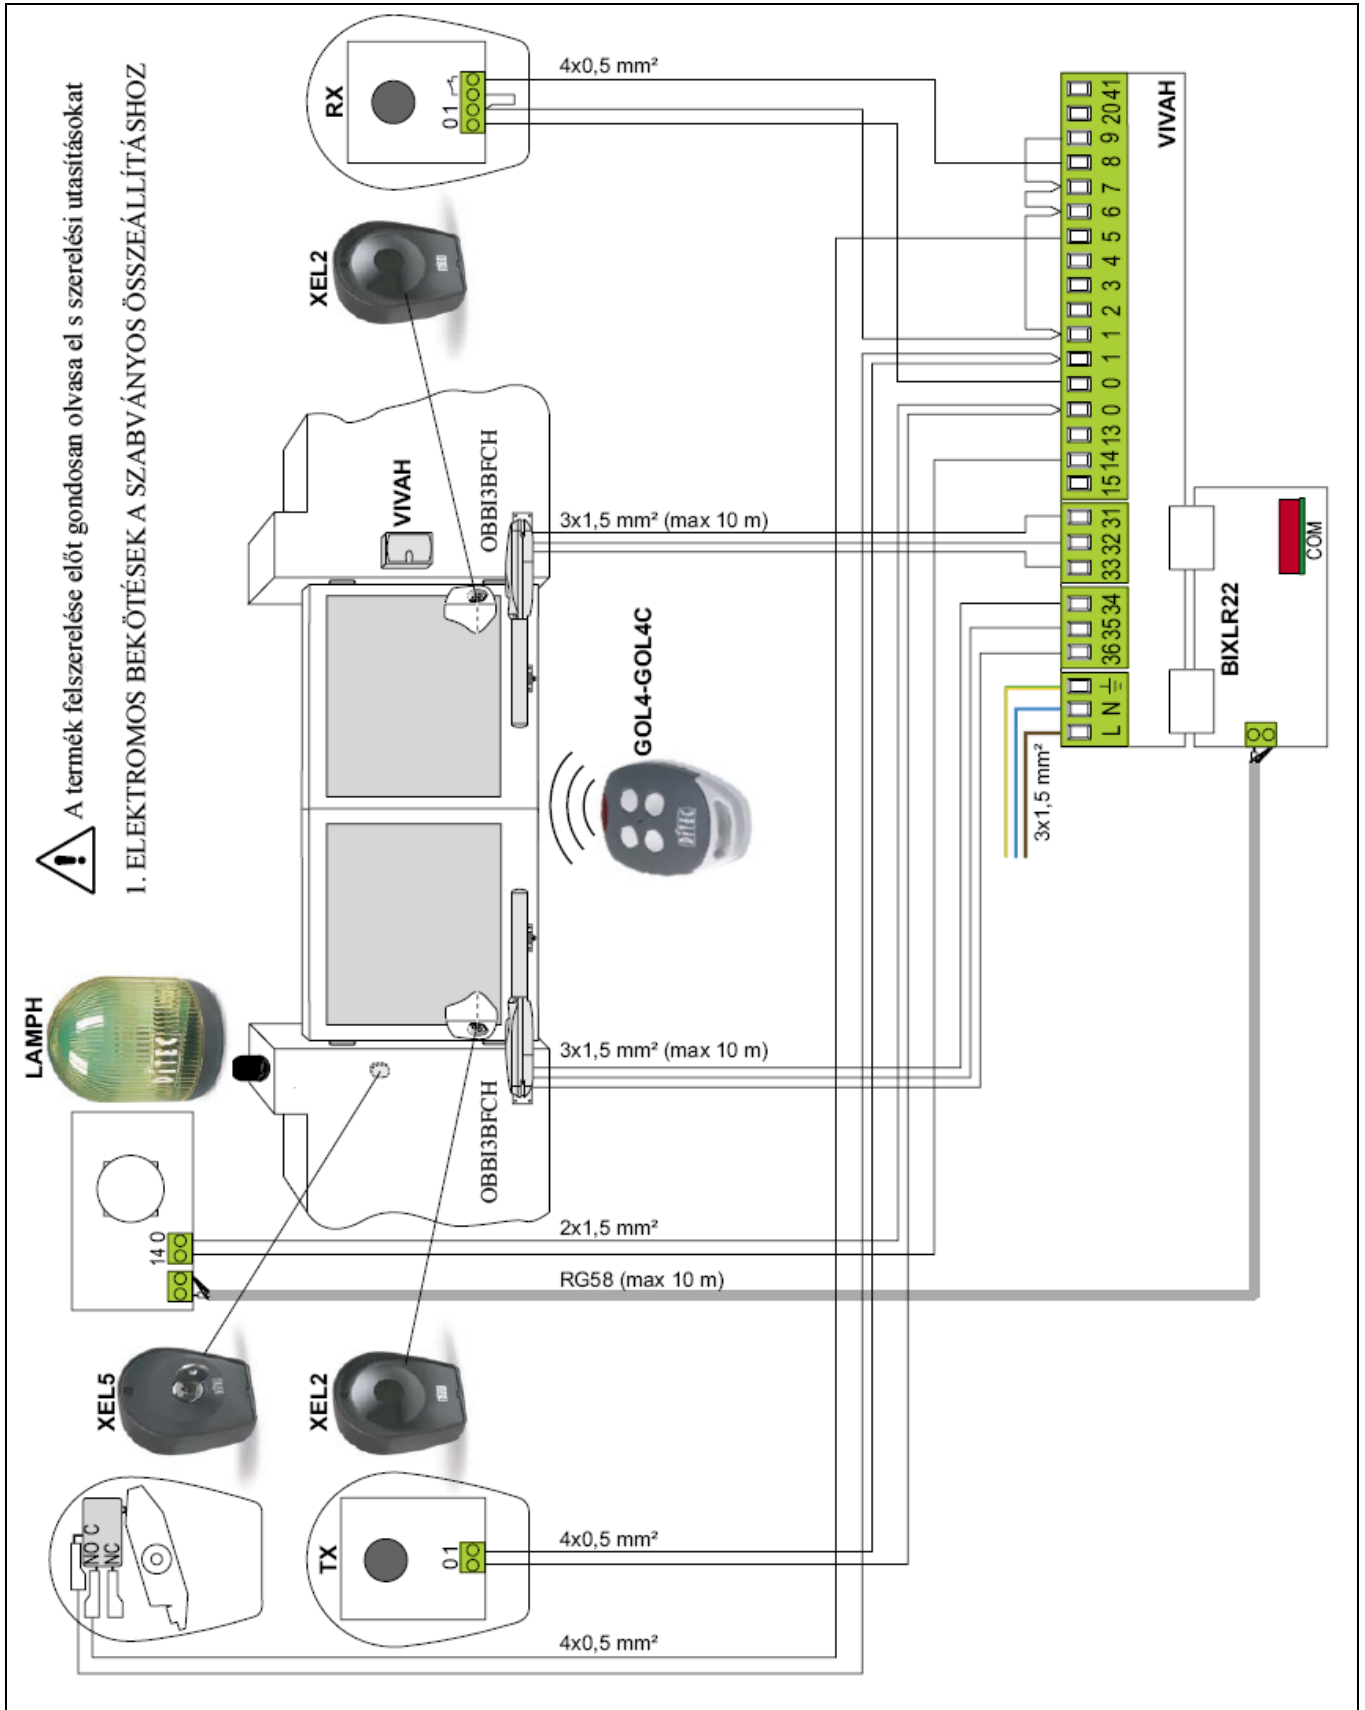 A termék felszerelése előt gondosan olvasa el s szerelési utasításokat
1. ELEKTROMOS BEKÖTÉSEK A SZABVÁNYOS ÖSSZEÁLLÍTÁSHOZ
LAMPH
DITEC
14 0
XEL5
NO C
NC
XEL2
TX
0 1
XEL2
RX
0 1
VIVAH
OBBI3BFCH
OBBI3BFCH
GOL4-GOL4C
DITEC
4x0,5 mm²
3x1,5 mm² (max 10 m)
3x1,5 mm² (max 10 m)
2x1,5 mm²
RG58 (max 10 m)
4x0,5 mm²
4x0,5 mm²
3x1,5 mm²
L N
36 35 34
33 32 31
15 14 13 0 0 1 1 2 3 4 5 6 7 8 9 20 41
VIVAH
BIXLR22
COM